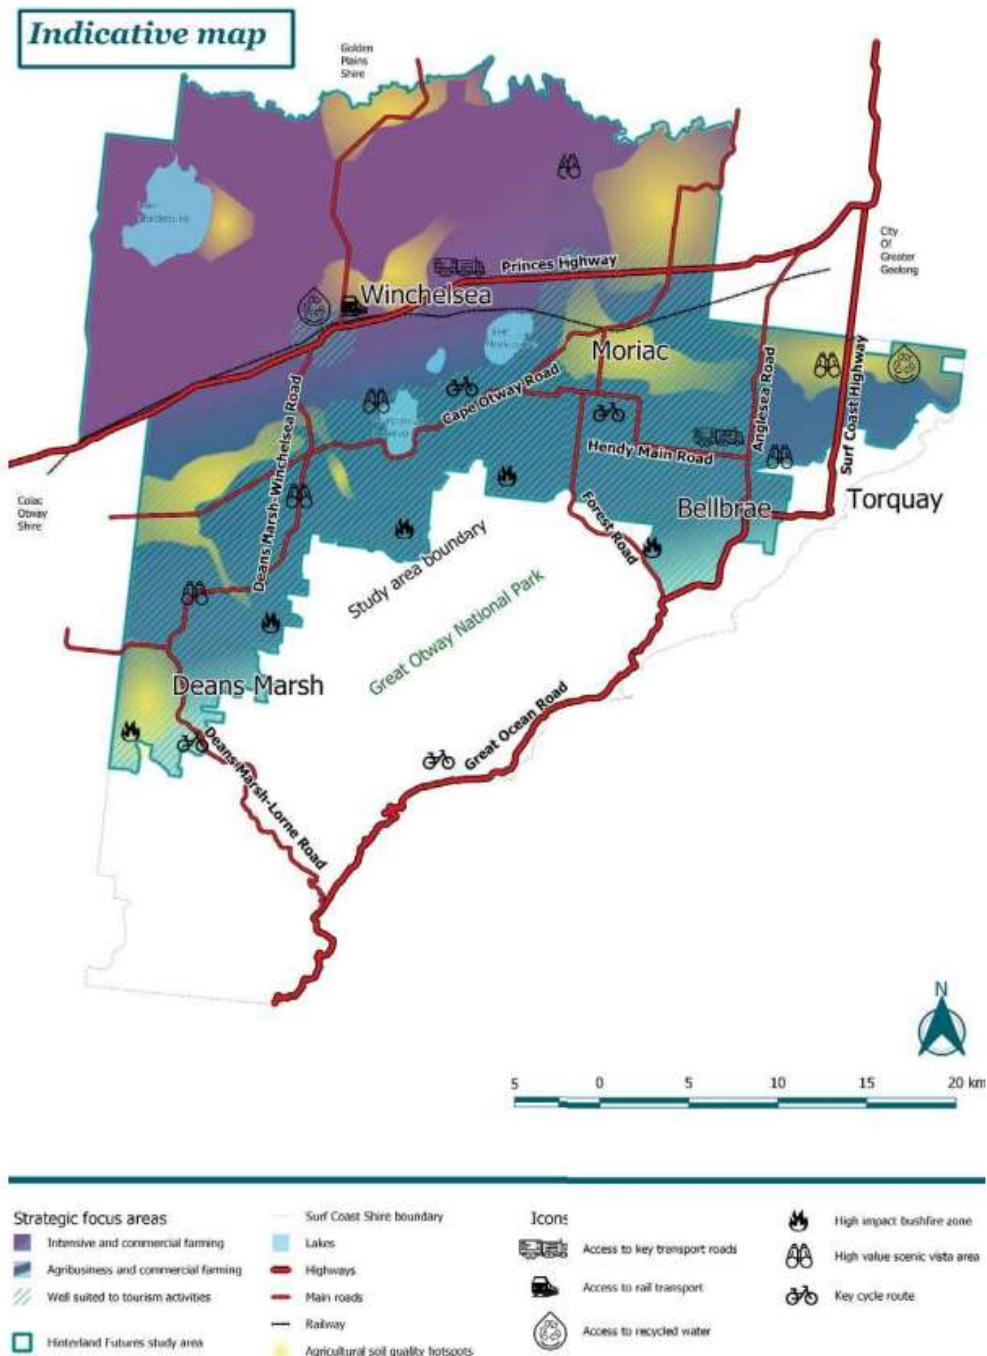 Indicative map
Golden
Plains
Shire
City
Of
Greater
Geelong
Princes Highway
Winchelsea
Moriac
Cape Otway Road
Anglesea Road
Surf Coast Highway
Hendy Main Road
Deans Marsh-Winchelsea Road
Colac
Otway
Shire
Torquay
Bellbrae
Forest Road
Study area boundary
Great Otway National Park
Deans Marsh
Great Ocean Road
Deans Marsh-Lorne Road
N
5 0 5 10 15 20 km
Strategic focus areas
Intensive and commercial farming
Agribusiness and commercial farming
Well suited to tourism activities
Hinterland Futures study area
Surf Coast Shire boundary
Lakes
Highways
Main roads
Railway
Agricultural soil quality hotspots
Icons
Access to key transport roads
Access to rail transport
Access to recycled water
High impact bushfire zone
High value scenic vista area
Key cycle route